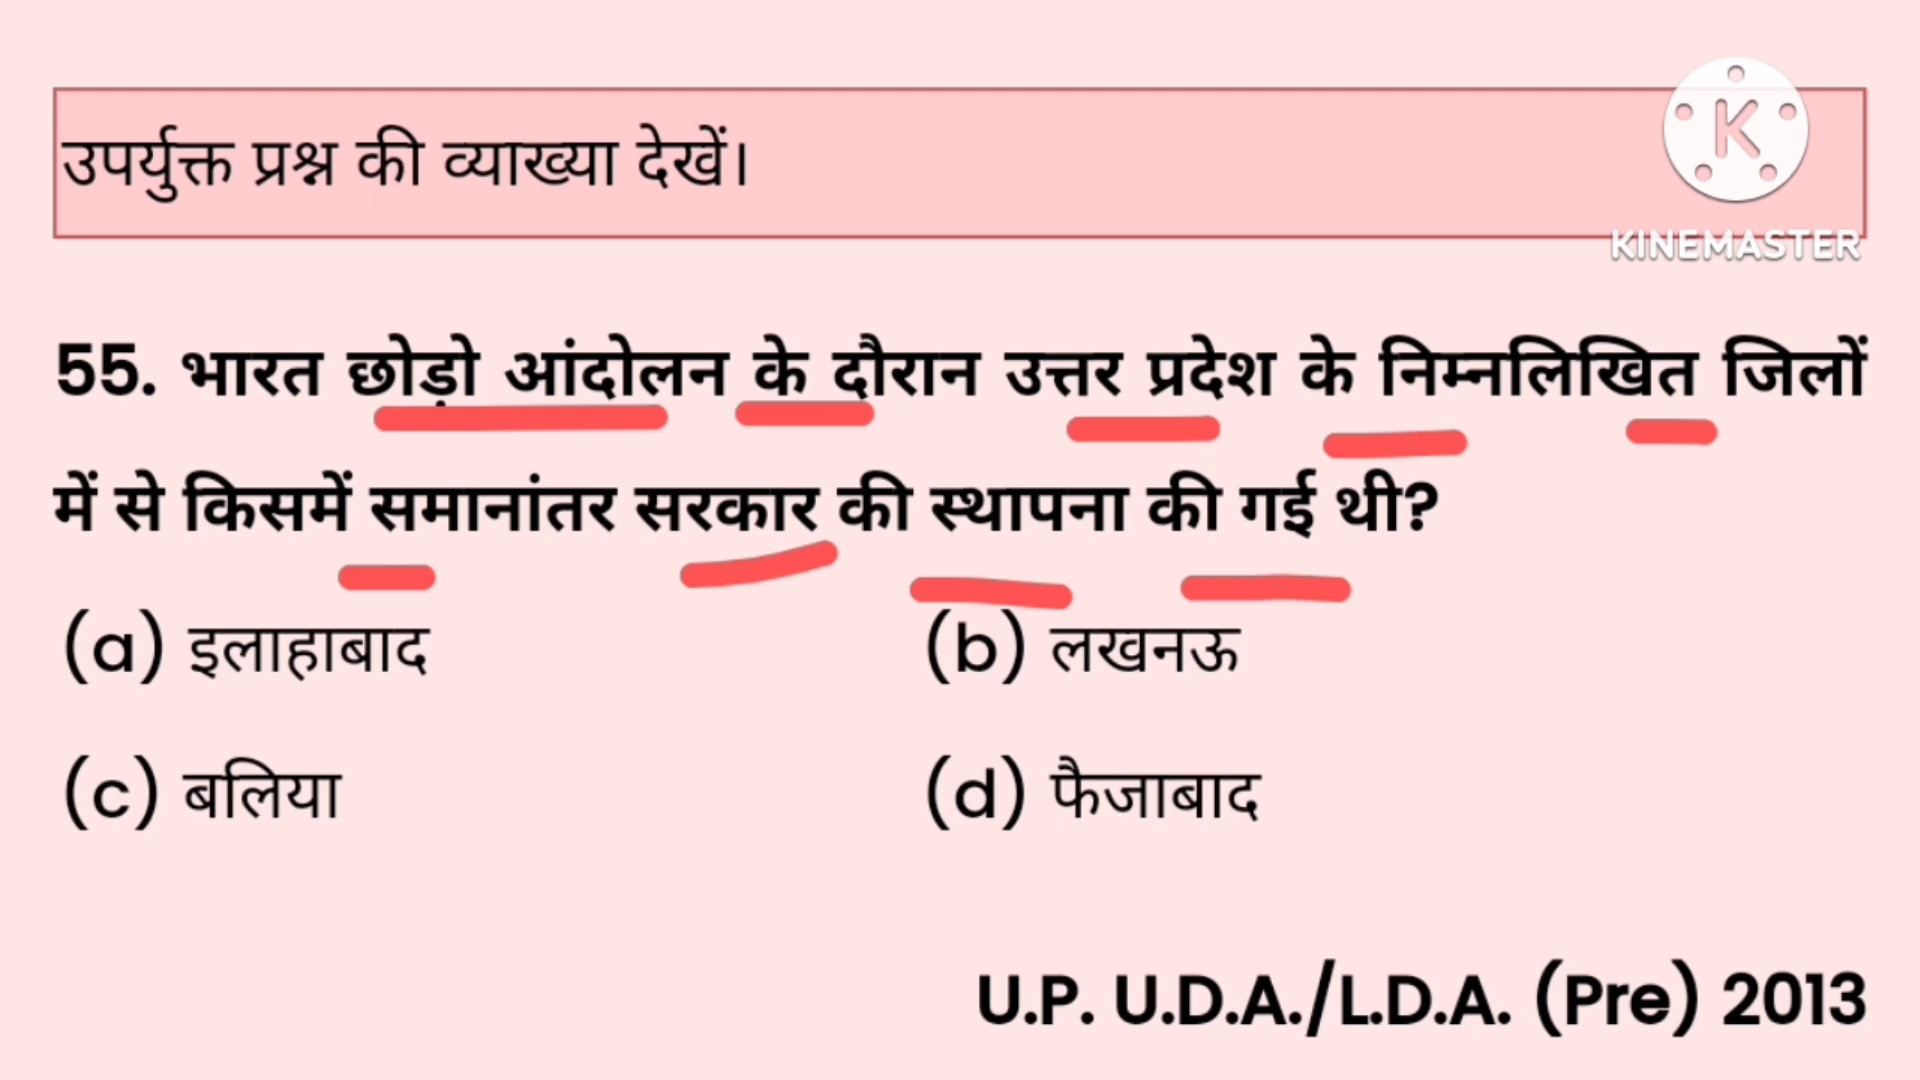 उपर्युक्त प्रश्न की व्याख्या देखें।
K
KINEMASTER
55. भारत छोड़ो आंदोलन के दौरान उत्तर प्रदेश के निम्नलिखित जिलों
में से किसमें समानांतर सरकार की स्थापना की गई थी?
(a) इलाहाबाद (b) लखनऊ
(c) बलिया (d) फैजाबाद
U.P. U.D.A./L.D.A. (Pre) 2013